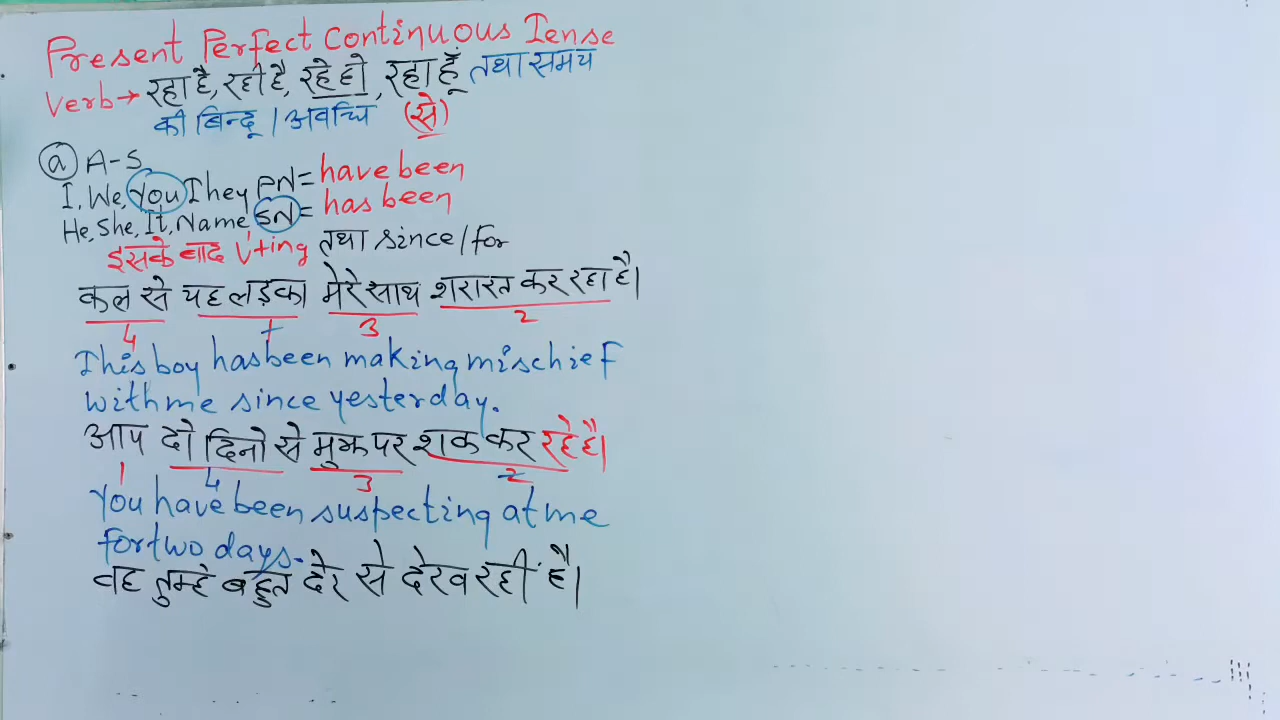 Present Perfect Continuous Tense
Verb→ रहा है, रही है, रहे हो, रहा हूँ तथा समय
की बिन्दू / अवधि (से)
(a) A-S
I, We, You They PN = have been
He, She, It, Name SN = has been
इसके बाद V'+ing तथा since/for
कल से यह लड़का मेरे साथ शरारत कर रहा है।
4 1 3 2
This boy has been making mischief
with me since yesterday.
आप दो दिनो से मुझ पर शक कर रहे है।
1 4 3 2
You have been suspecting at me
for two days.
वह तुम्हे बहुत देर से देख रही है।